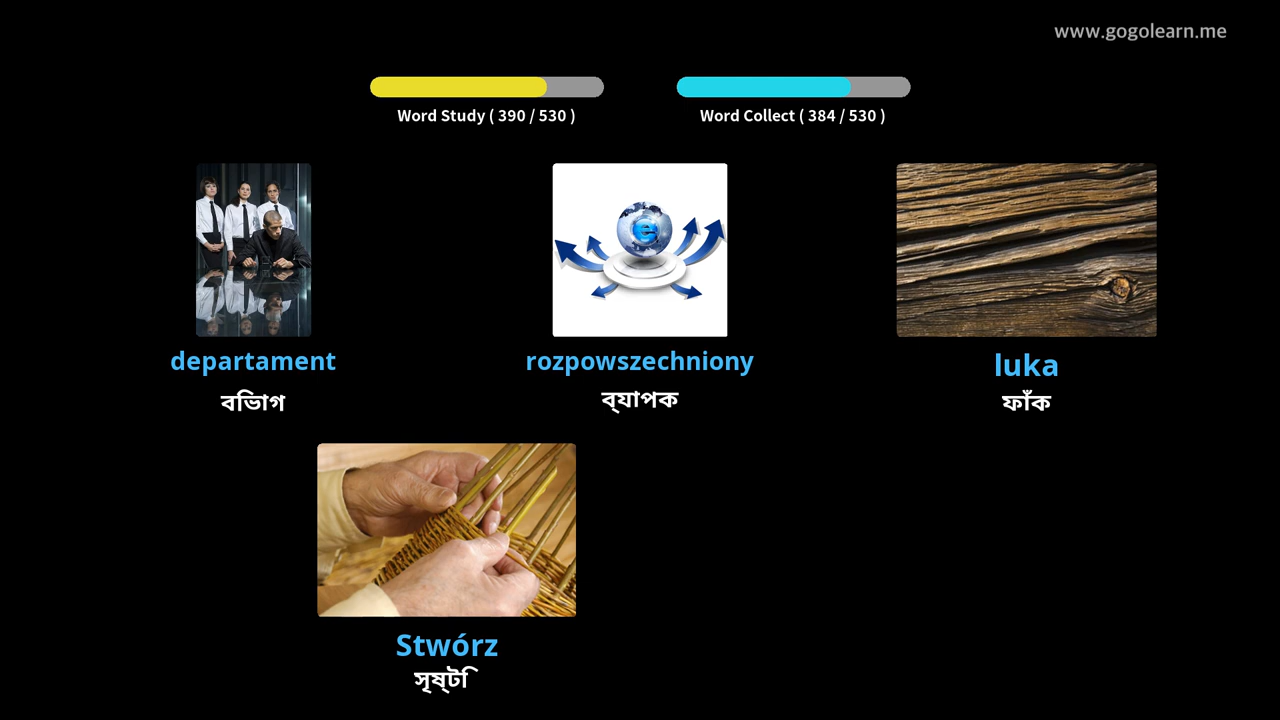 www.gogolearn.me
Word Study ( 390 / 530 )
Word Collect ( 384 / 530 )
departament
বিভাগ
rozpowszechniony
ব্যাপক
luka
ফাঁক
Stwórz
সৃষ্টি